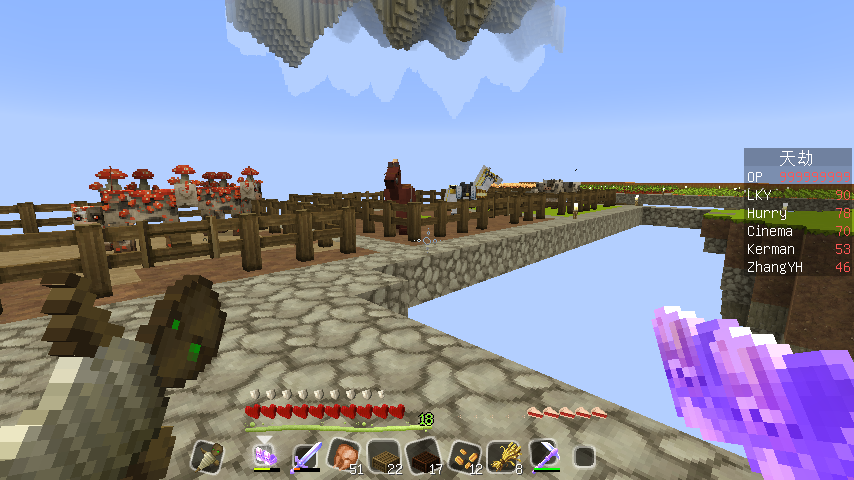 天劫
OP 999999999
LKY 90
Hurry 78
Cinema 70
Kerman 53
ZhangYH 46
18
51 22 17 12 8